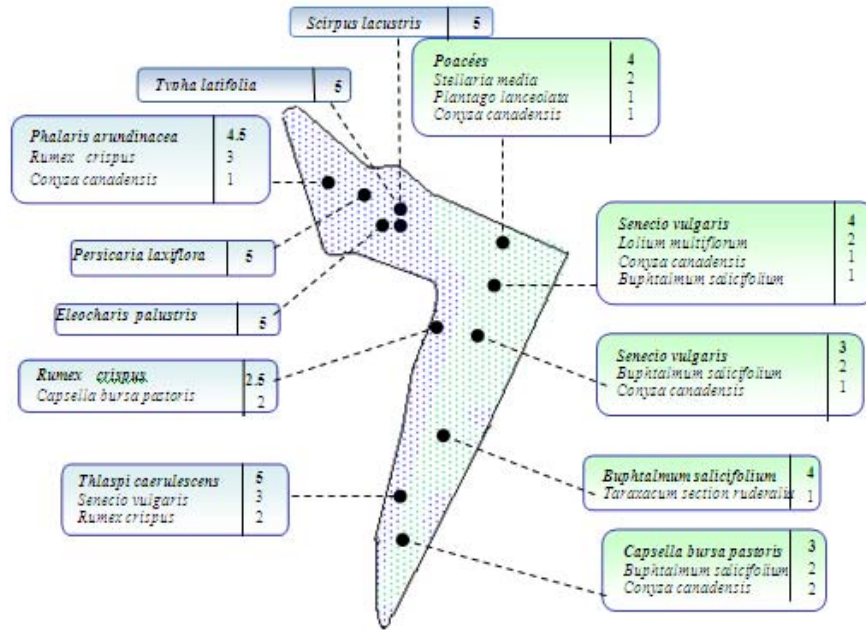 Scirpus lacustris 5
Typha latifolia 5
Poacées 4
Stellaria media 2
Plantago lanceolata 1
Conyza canadensis 1
Phalaris arundinacea 4.5
Rumex crispus 3
Conyza canadensis 1
Persicaria laxiflora 5
Eleocharis palustris 5
Senecio vulgaris 4
Lolium multiflorum 2
Conyza canadensis 1
Buphtalmum salicifolium 1
Rumex crispus 2.5
Capsella bursa pastoris 2
Senecio vulgaris 3
Buphtalmum salicifolium 2
Conyza canadensis 1
Thlaspi caerulescens 5
Senecio vulgaris 3
Rumex crispus 2
Buphtalmum salicifolium 4
Taraxacum section ruderalia 1
Capsella bursa pastoris 3
Buphtalmum salicifolium 2
Conyza canadensis 2